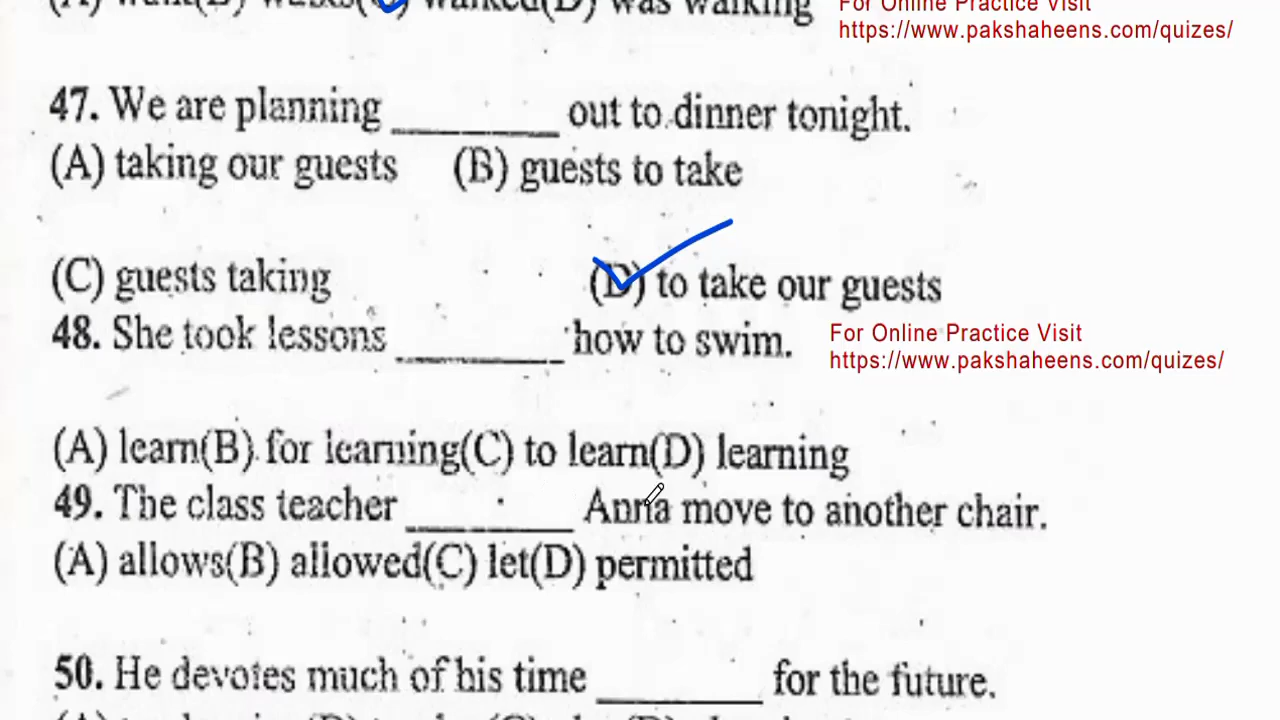 For Online Practice Visit
https://www.pakshaheens.com/quizes/
47. We are planning ________ out to dinner tonight.
(A) taking our guests (B) guests to take
(C) guests taking (D) to take our guests
48. She took lessons ________ how to swim.
For Online Practice Visit
https://www.pakshaheens.com/quizes/
(A) learn(B) for learning(C) to learn(D) learning
49. The class teacher ________ Anna move to another chair.
(A) allows(B) allowed(C) let(D) permitted
50. He devotes much of his time ________ for the future.